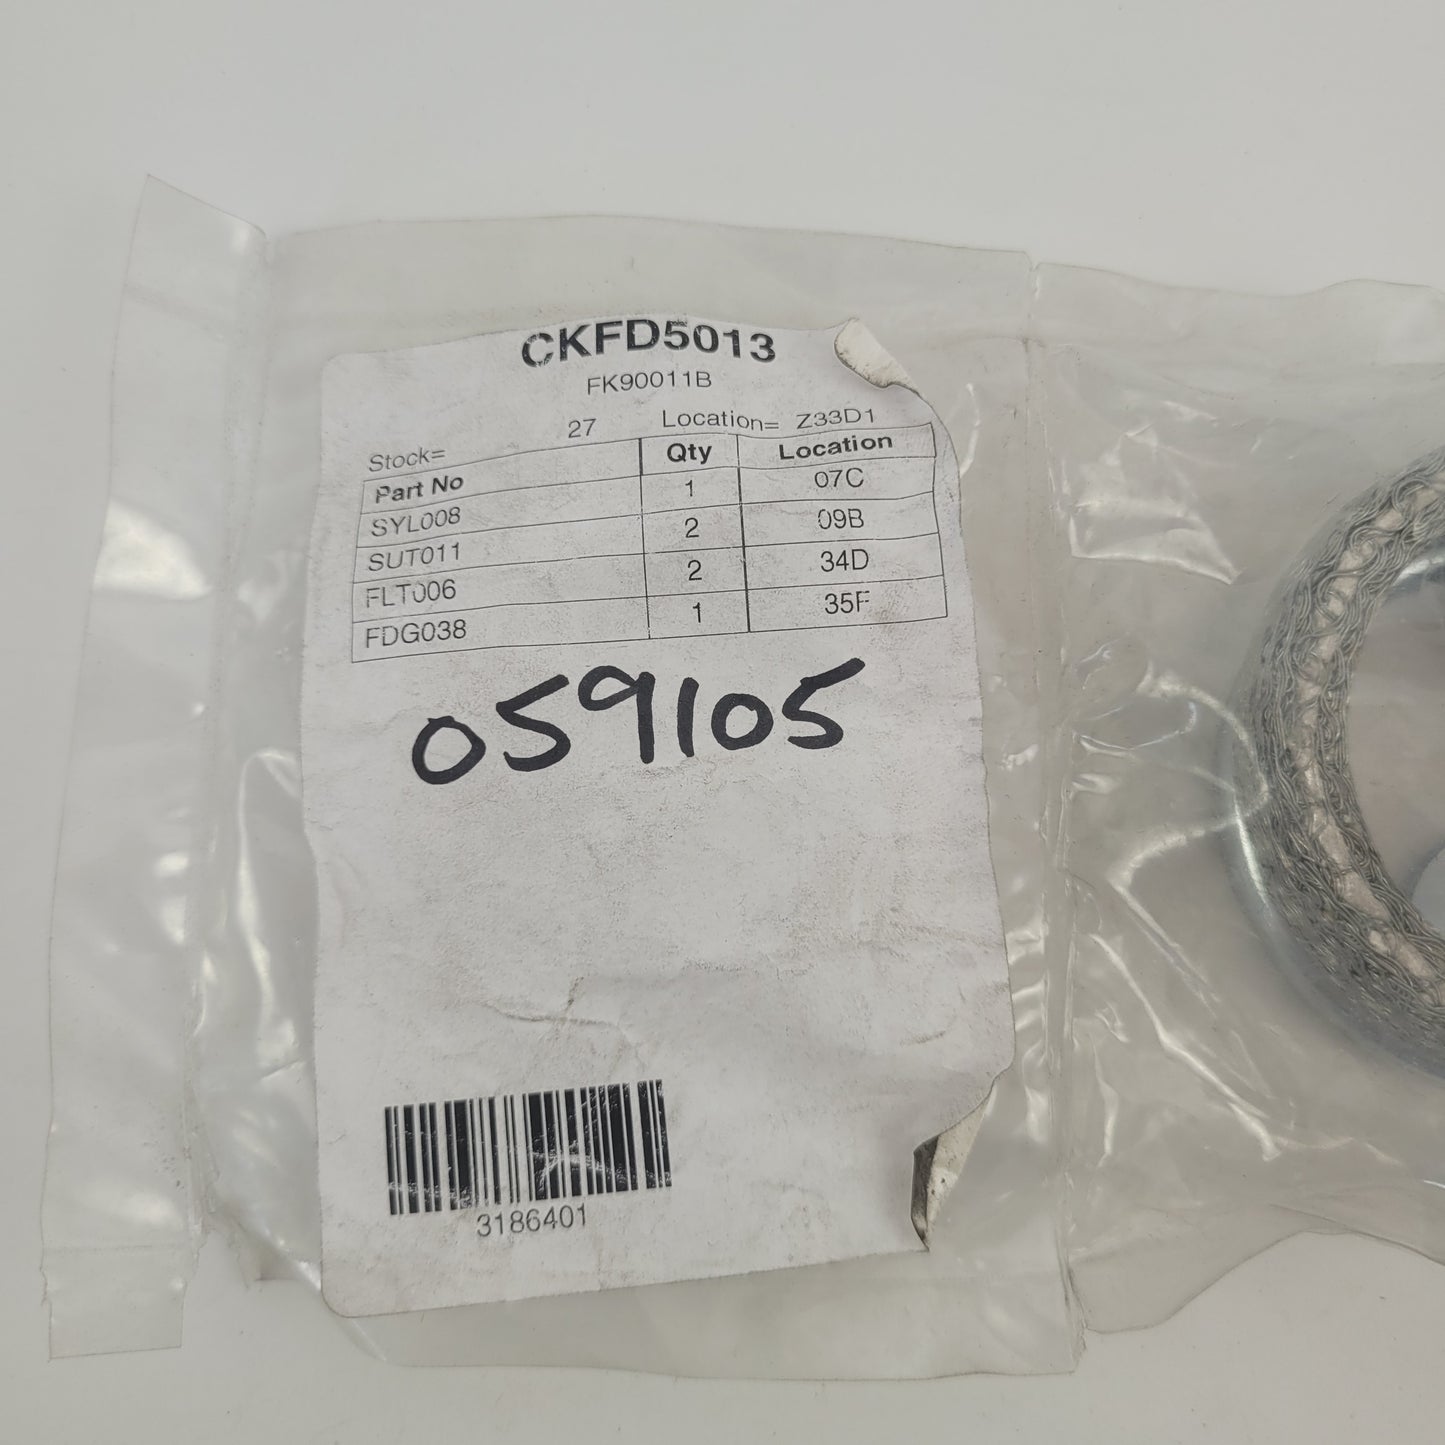 CKFD5013
FK90011B
Stock= 27 Location= Z33D1
Part No Qty Location
SYL008 1 07C
SUT011 2 09B
FLT006 2 34D
FDG038 1 35F
059105
3186401